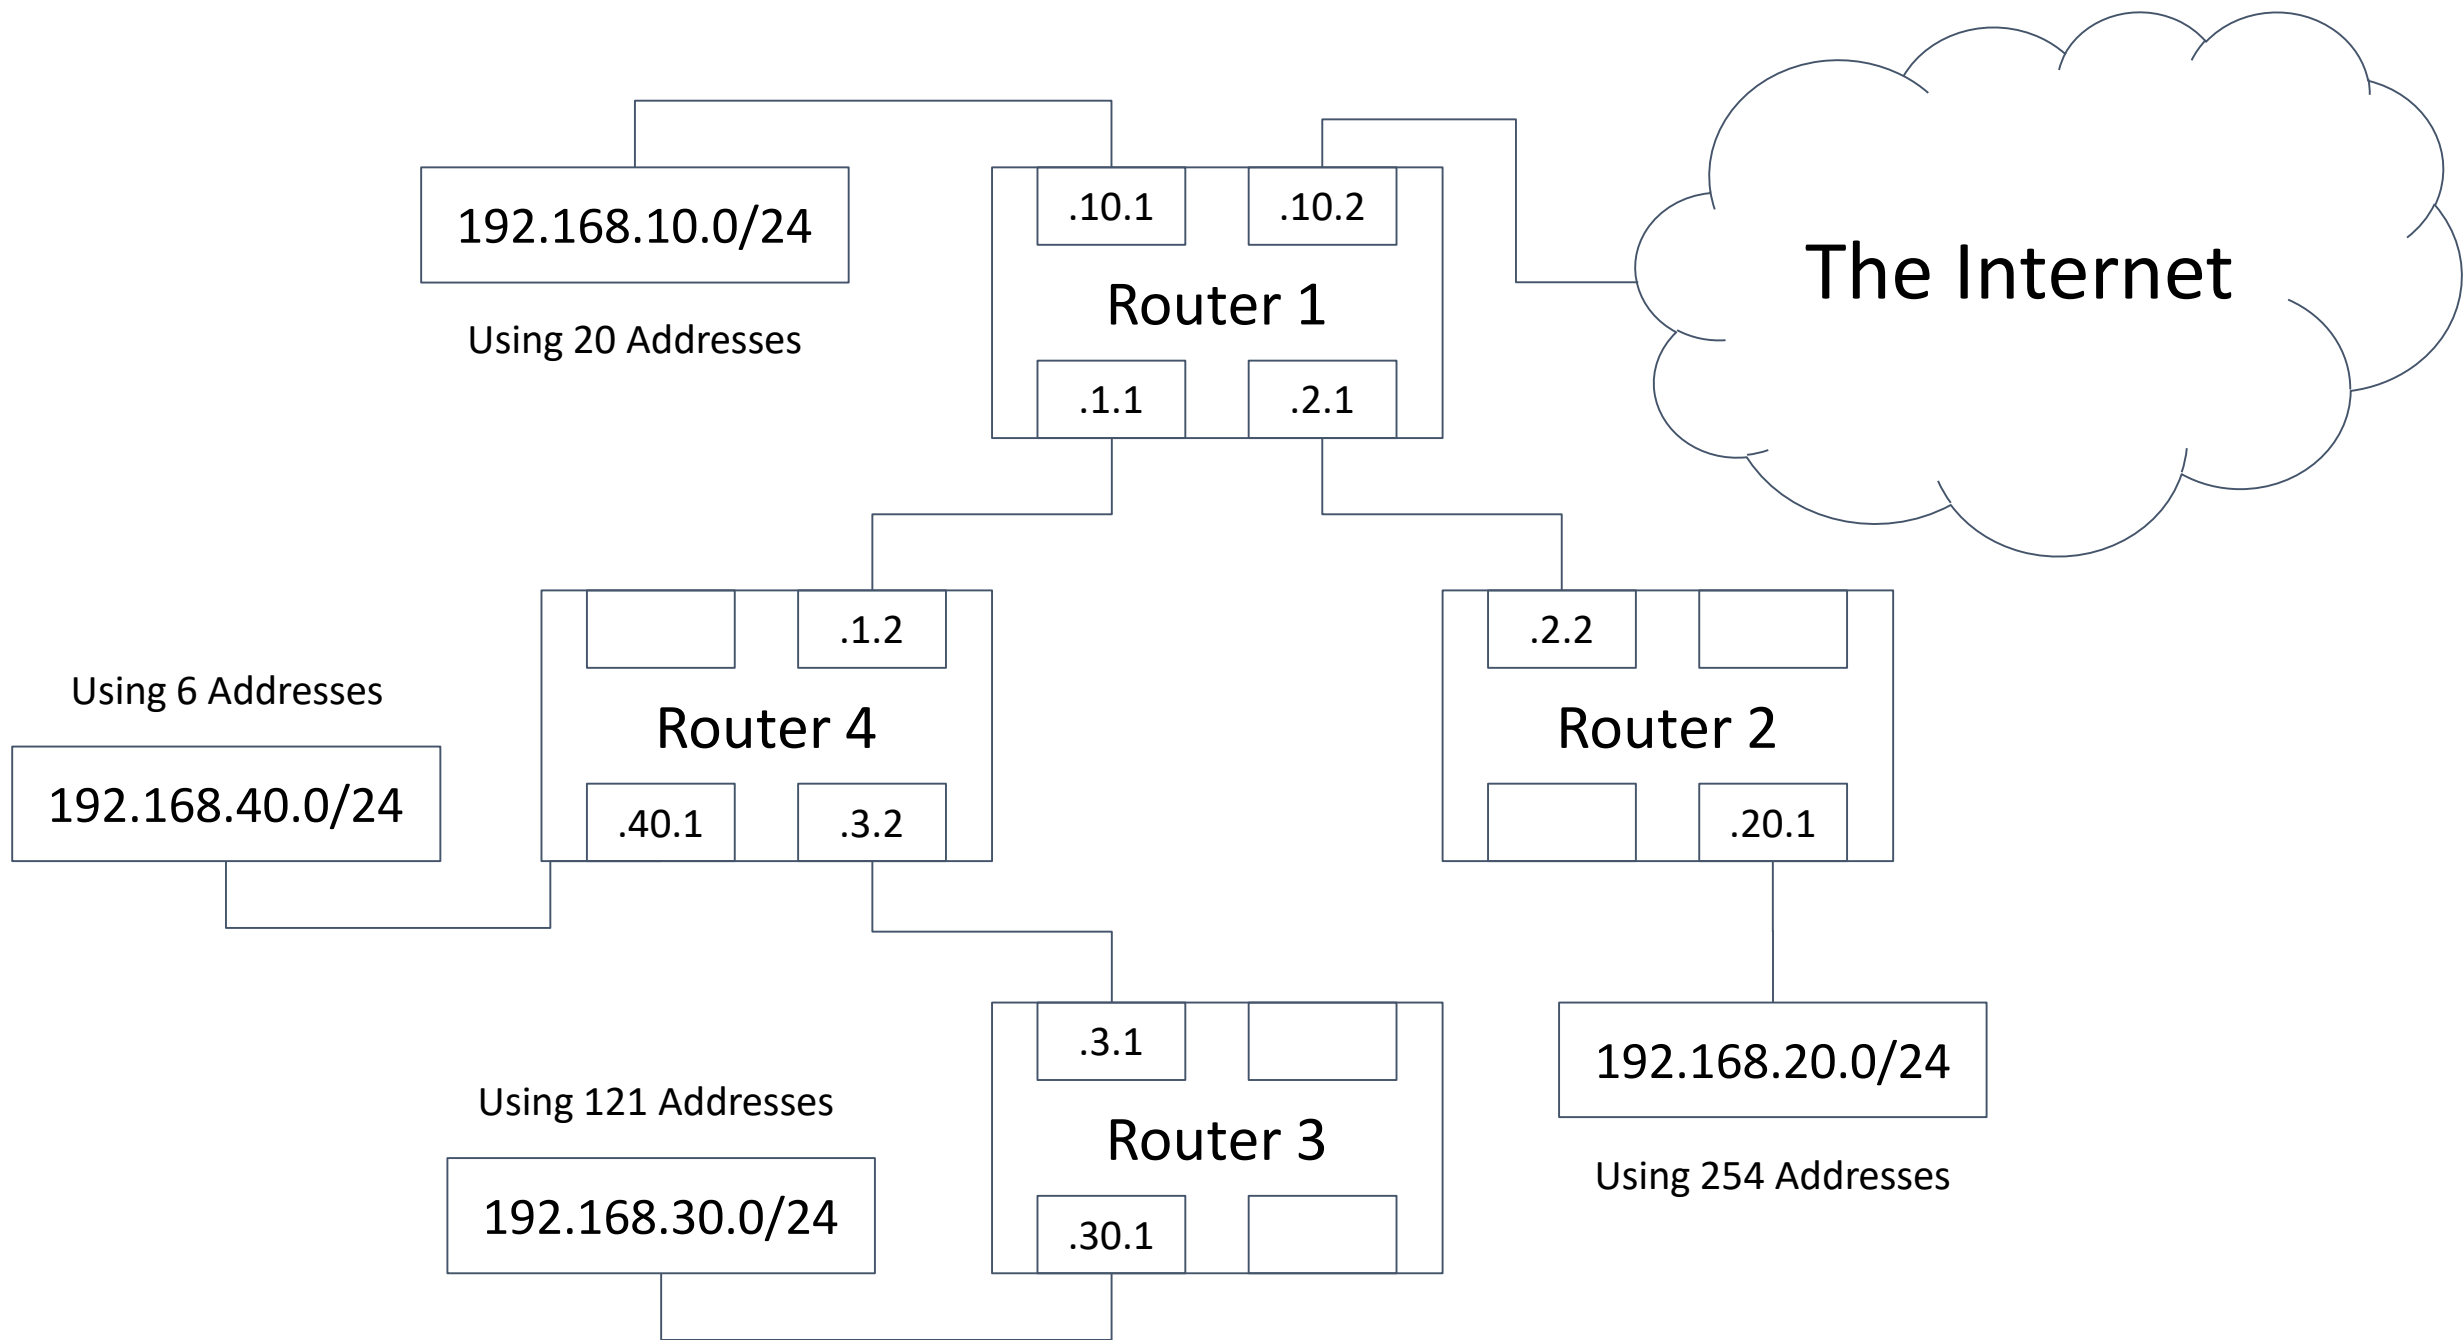 192.168.10.0/24
Using 20 Addresses
.10.1
.10.2
Router 1
.1.1
.2.1
The Internet
.1.2
Router 4
.40.1
.3.2
Using 6 Addresses
192.168.40.0/24
.2.2
Router 2
.20.1
.3.1
Router 3
.30.1
Using 121 Addresses
192.168.30.0/24
192.168.20.0/24
Using 254 Addresses